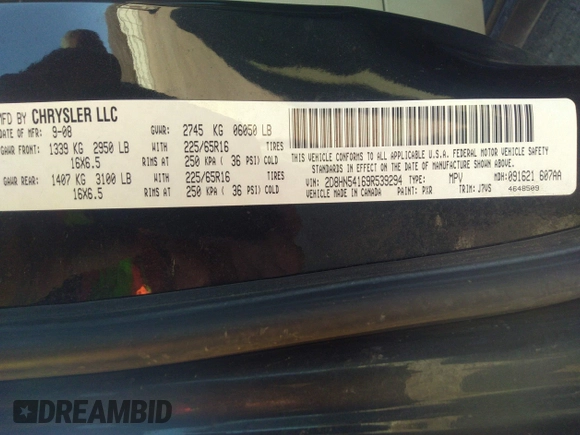 MFD BY CHRYSLER LLC
DATE OF MFR: 9-08 GVWR: 2745 KG 06050 LB
GAWR FRONT: 1339 KG 2950 LB WITH 225/65R16 TIRES
16X6.5 RIMS AT 250 KPA ( 36 PSI) COLD
GAWR REAR: 1407 KG 3100 LB WITH 225/65R16 TIRES
16X6.5 RIMS AT 250 KPA ( 36 PSI) COLD
THIS VEHICLE CONFORMS TO ALL APPLICABLE U.S.A. FEDERAL MOTOR VEHICLE SAFETY
STANDARDS IN EFFECT ON THE DATE OF MANUFACTURE SHOWN ABOVE.
VIN: 2D8HN54169R539294 TYPE: MPV MDH: 091621 607AA
VEHICLE MADE IN CANADA PAINT: PXR TRIM: J7VS 4648509
DREAMBID